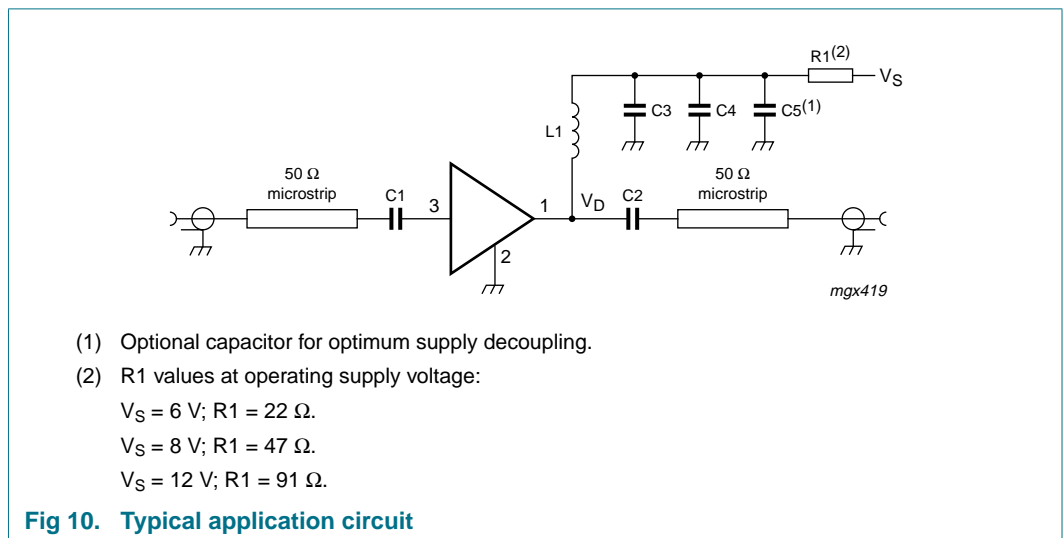 R1(2)
VS
C3
C4
C5(1)
L1
50 Ω
microstrip
C1
3
1
VD
C2
50 Ω
microstrip
2
mgx419
(1) Optional capacitor for optimum supply decoupling.
(2) R1 values at operating supply voltage:
VS = 6 V; R1 = 22 Ω.
VS = 8 V; R1 = 47 Ω.
VS = 12 V; R1 = 91 Ω.
Fig 10. Typical application circuit